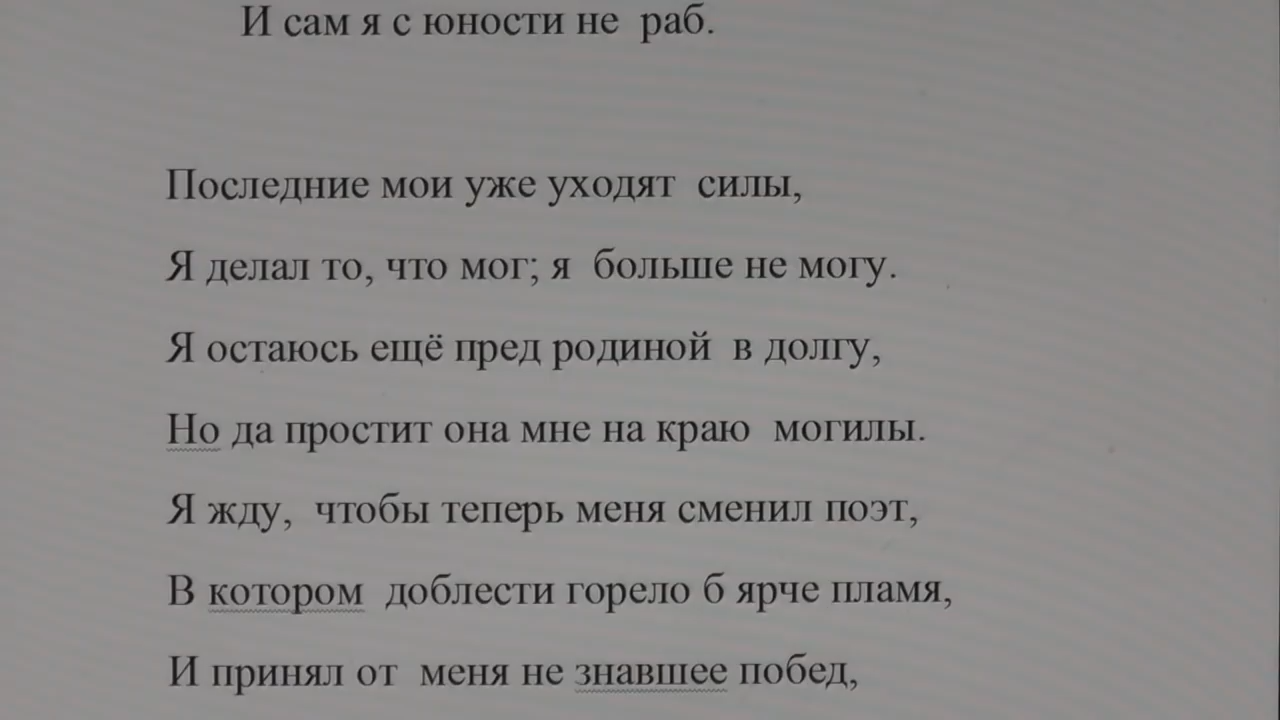 И сам я с юности не раб.
Последние мои уже уходят силы,
Я делал то, что мог; я больше не могу.
Я остаюсь ещё пред родиной в долгу,
Но да простит она мне на краю могилы.
Я жду, чтобы теперь меня сменил поэт,
В котором доблести горело б ярче пламя,
И принял от меня не знавшее побед,